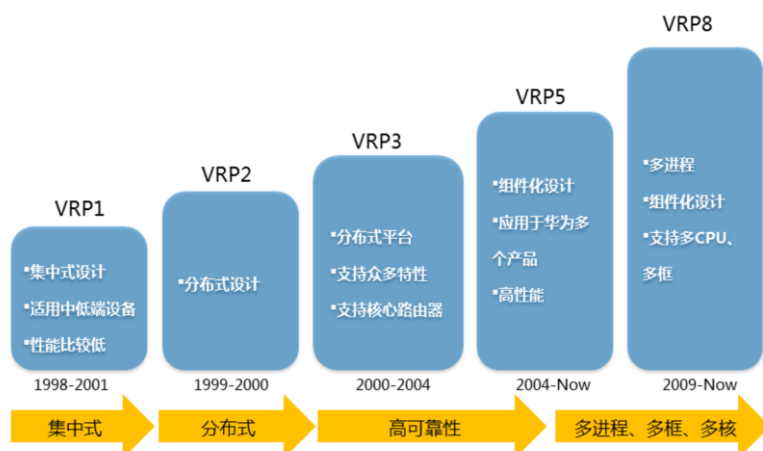 VRP8
VRP5
VRP3
VRP2
VRP1
▪集中式设计
▪适用中低端设备
▪性能比较低
▪分布式设计
▪分布式平台
▪支持众多特性
▪支持核心路由器
▪组件化设计
▪应用于华为多
个产品
▪高性能
▪多进程
▪组件化设计
▪支持多CPU、
多框
1998-2001
1999-2000
2000-2004
2004-Now
2009-Now
集中式
分布式
高可靠性
多进程、多框、多核